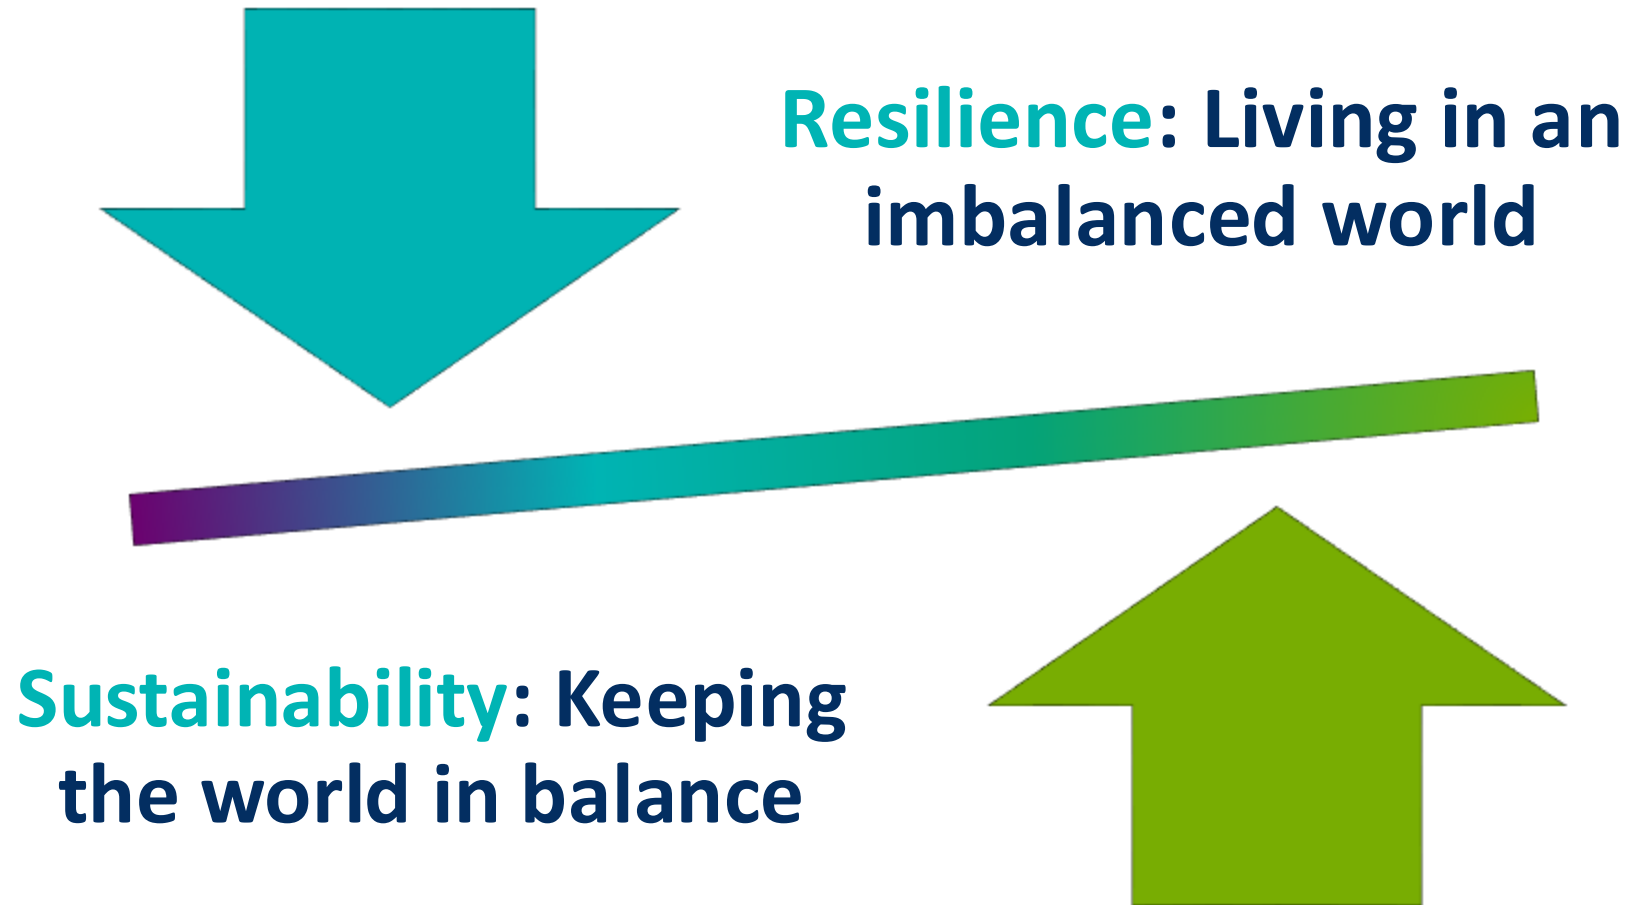 Resilience: Living in an
imbalanced world
Sustainability: Keeping
the world in balance